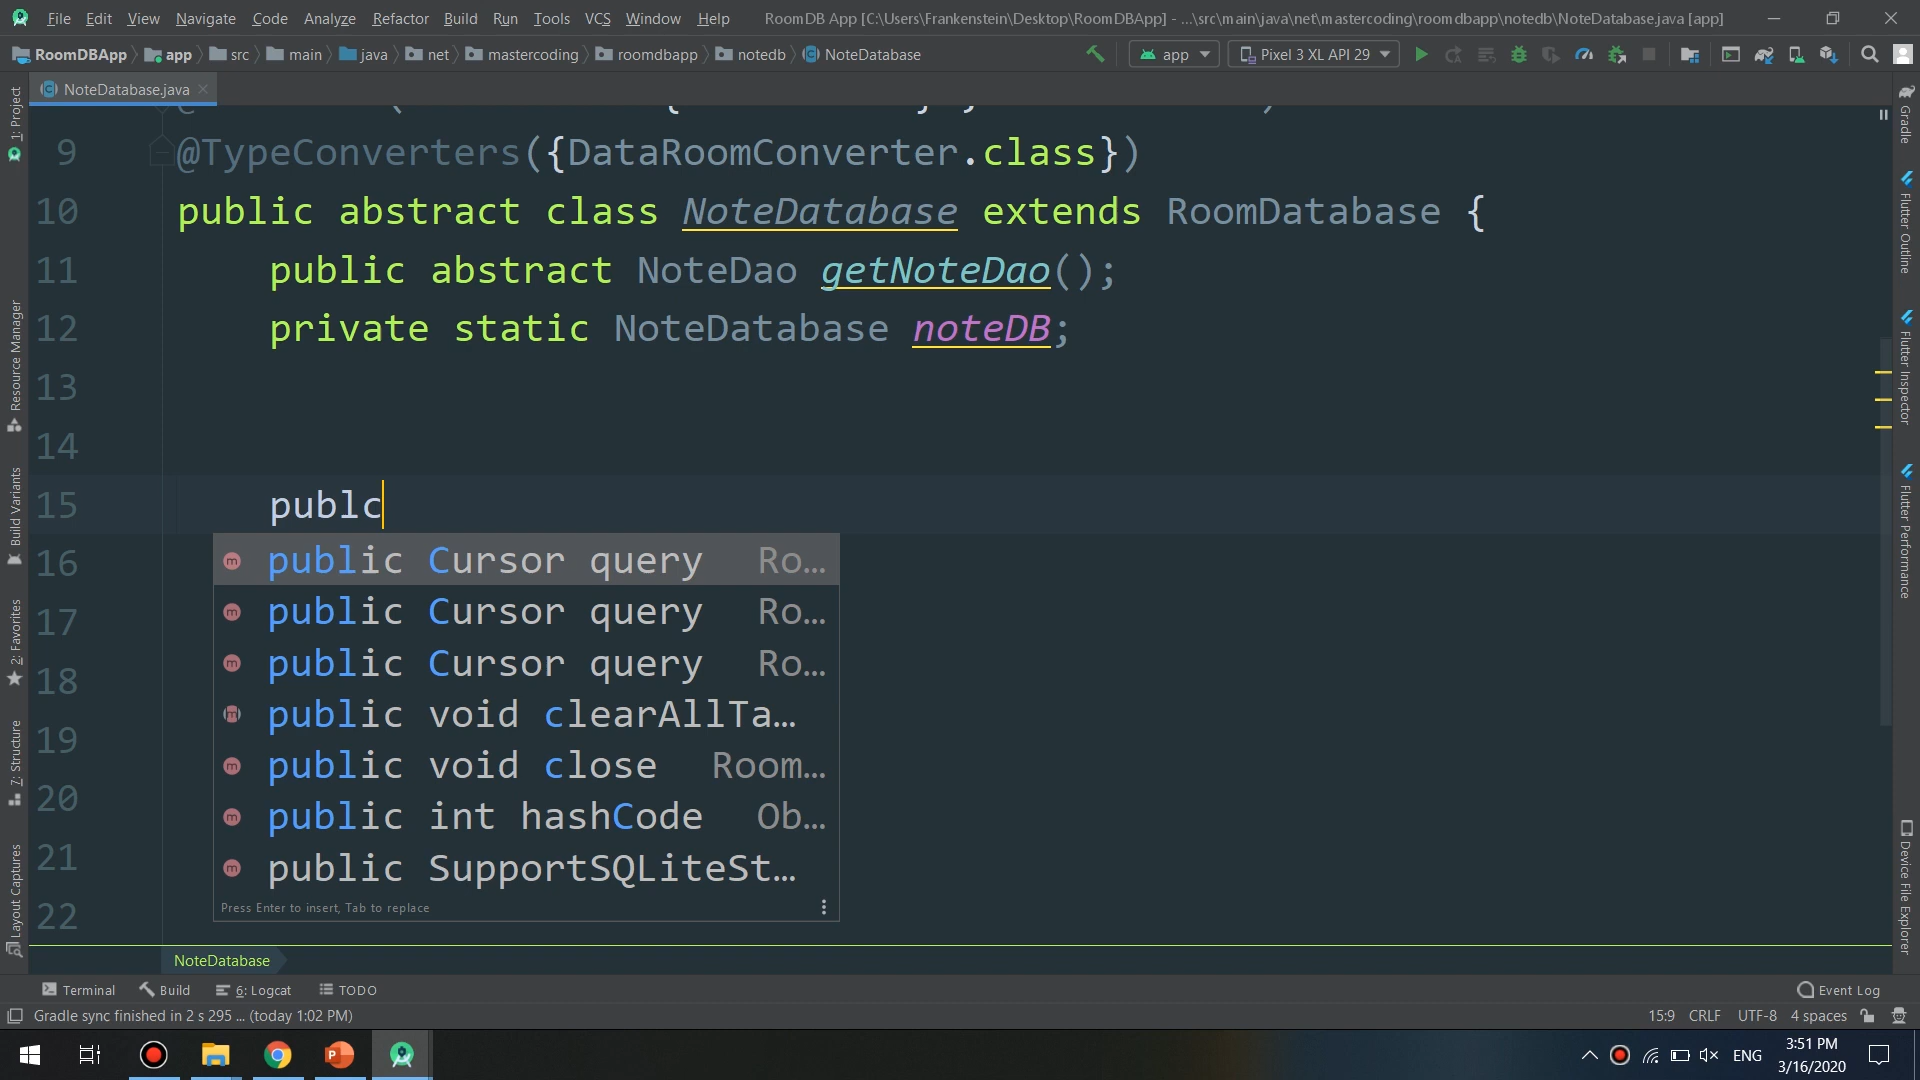 File Edit View Navigate Code Analyze Refactor Build Run Tools VCS Window Help RoomDB App [C:\Users\Frankenstein\Desktop\RoomDBApp] - ...\src\main\java\net\mastercoding\roomdbapp\notedb\NoteDatabase.java [app]
RoomDBApp app src main java net mastercoding roomdbapp notedb NoteDatabase app Pixel 3 XL API 29
NoteDatabase.java
9 @TypeConverters({DataRoomConverter.class})
10 public abstract class NoteDatabase extends RoomDatabase {
11 public abstract NoteDao getNoteDao();
12 private static NoteDatabase noteDB;
13
14
15 publc
16 public Cursor query Ro...
17 public Cursor query Ro...
18 public Cursor query Ro...
19 public void clearAllTa...
20 public void close Room...
21 public int hashCode Ob...
22 public SupportSQLiteSt...
Press Enter to insert, Tab to replace
NoteDatabase
1: Project
Resource Manager
Build Variants
2: Favorites
7: Structure
Layout Captures
Gradle
Flutter Outline
Flutter Inspector
Flutter Performance
Device File Explorer
Terminal Build 6: Logcat TODO Event Log
Gradle sync finished in 2 s 295 ... (today 1:02 PM) 15:9 CRLF UTF-8 4 spaces
ENG 3:51 PM
3/16/2020